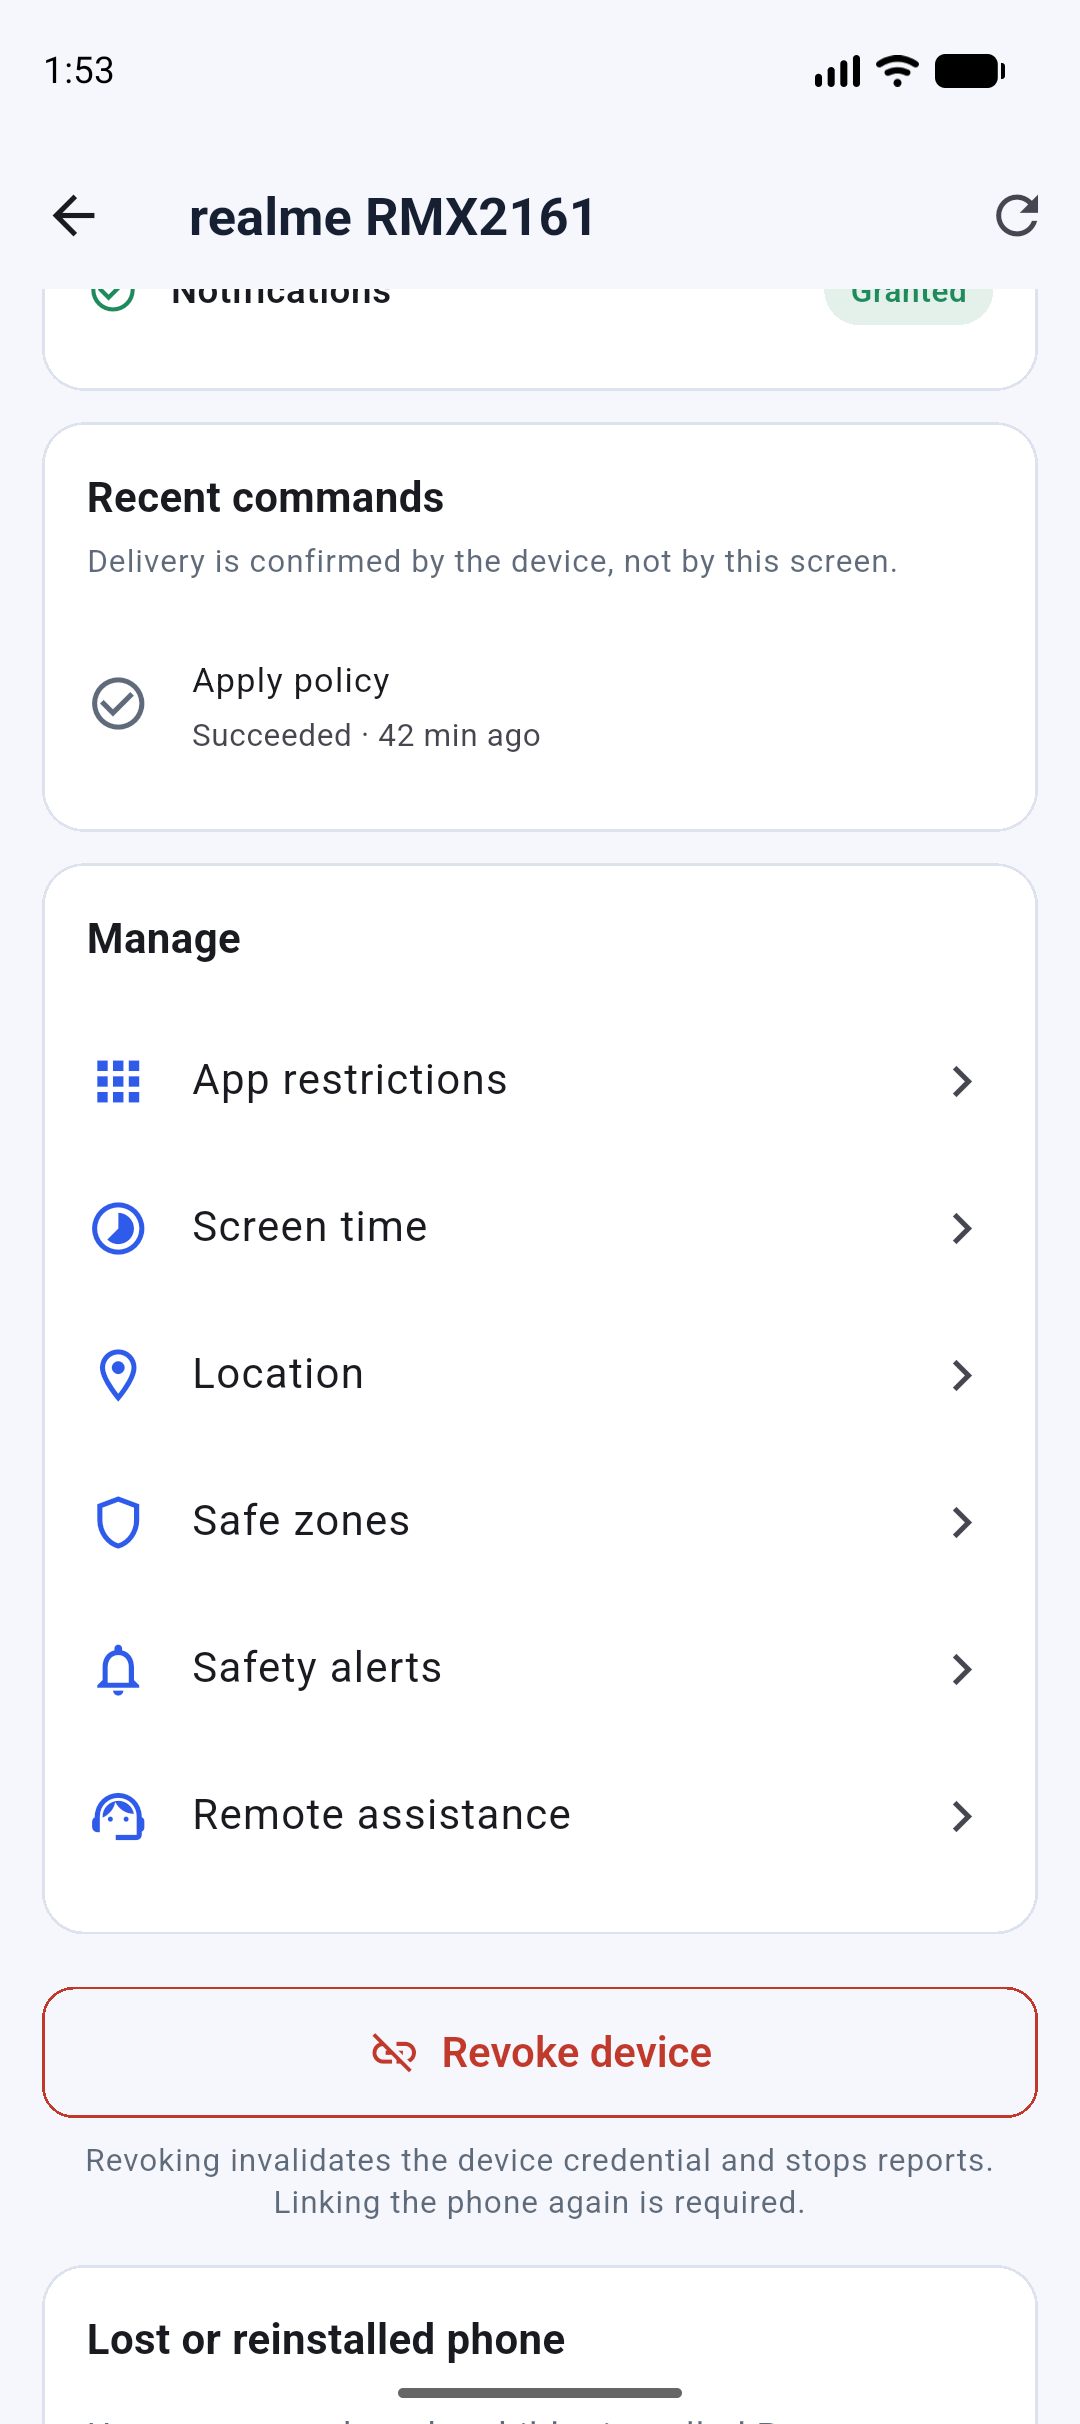 1:53
realme RMX2161
Notifications
Granted
Recent commands
Delivery is confirmed by the device, not by this screen.
Apply policy
Succeeded · 42 min ago
Manage
App restrictions
Screen time
Location
Safe zones
Safety alerts
Remote assistance
Revoke device
Revoking invalidates the device credential and stops reports.
Linking the phone again is required.
Lost or reinstalled phone